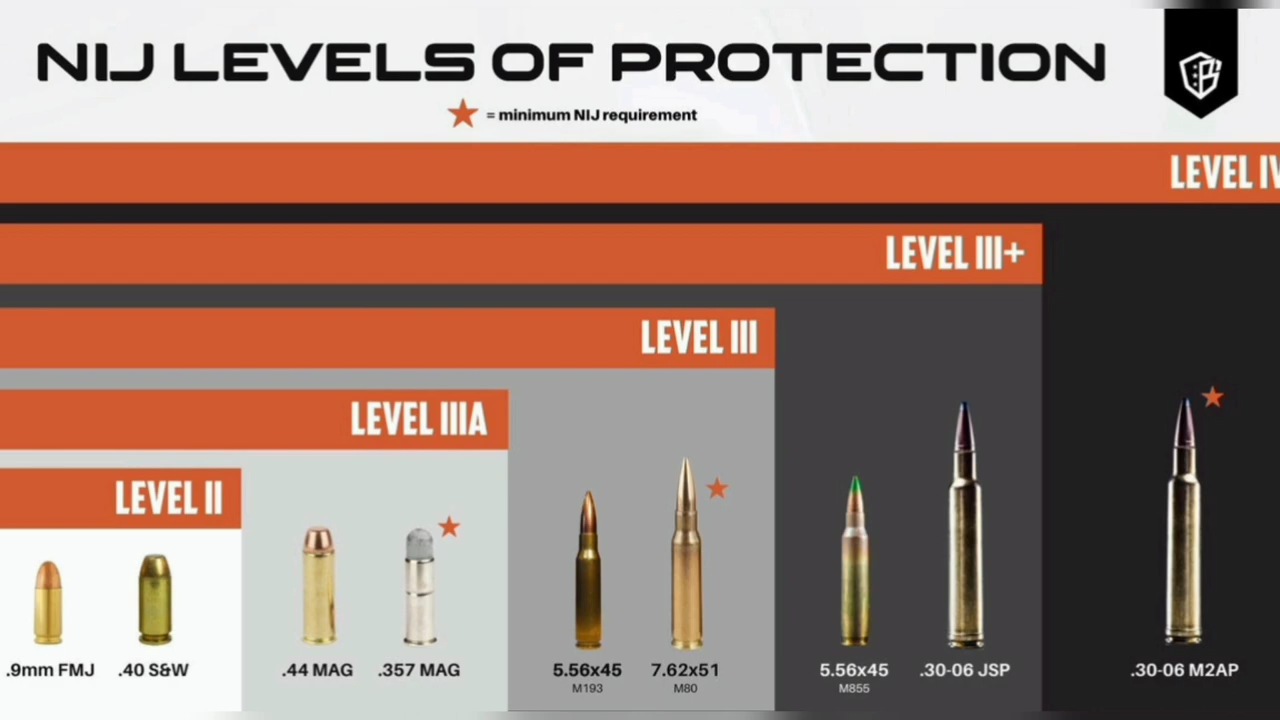 NIJ LEVELS OF PROTECTION
★ = minimum NIJ requirement
LEVEL IV
LEVEL III+
LEVEL III
LEVEL IIIA
LEVEL II
.9mm FMJ
.40 S&W
.44 MAG
.357 MAG
5.56x45
M193
7.62x51
M80
5.56x45
M855
.30-06 JSP
.30-06 M2AP